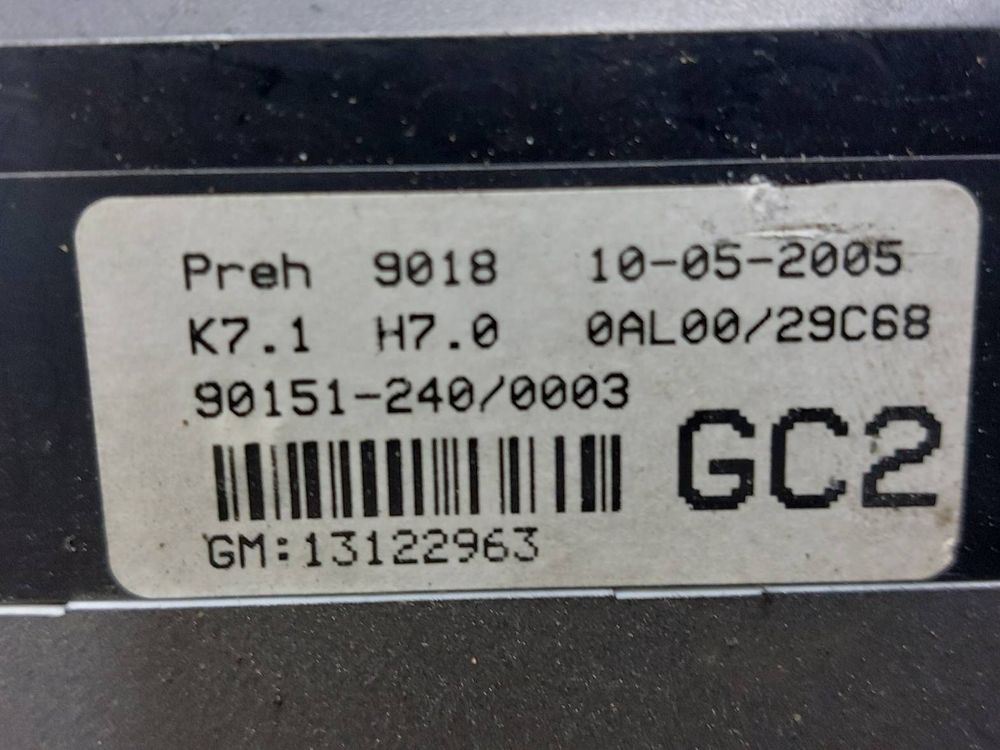 Preh 9018 10-05-2005
K7.1 H7.0 0AL00/29C68
90151-240/0003
GC2
GM:13122963